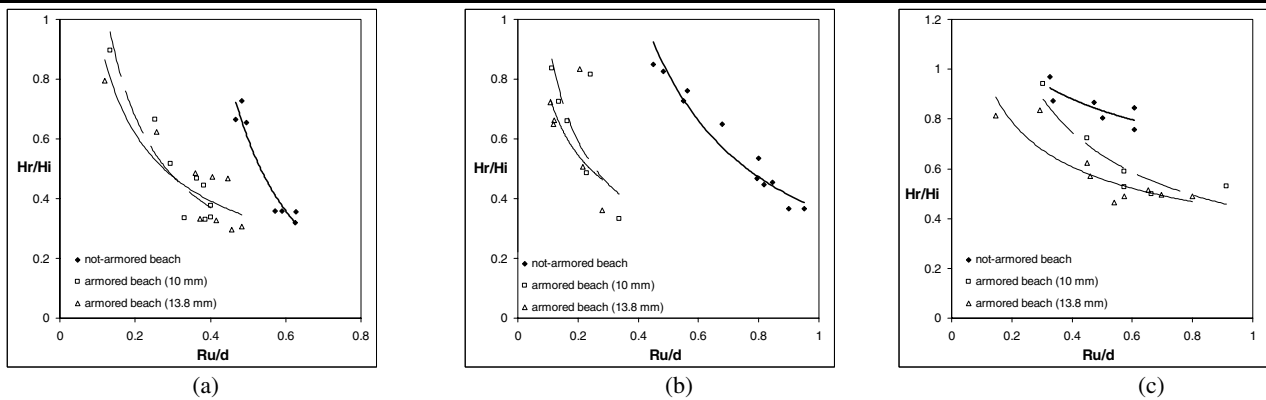 1
0.8
0.6
Hr/Hi
0.4
0.2
0
0 0.2 0.4 0.6 0.8
Ru/d
not-armored beach
armored beach (10 mm)
armored beach (13.8 mm)
(a)
1
0.8
0.6
Hr/Hi
0.4
0.2
0
0 0.2 0.4 0.6 0.8 1
Ru/d
not-armored beach
armored beach (10 mm)
armored beach (13.8 mm)
(b)
1.2
1
0.8
0.6
Hr/Hi
0.4
0.2
0
0 0.2 0.4 0.6 0.8 1
Ru/d
not-armored beach
armored beach (10 mm)
armored beach (13.8 mm)
(c)